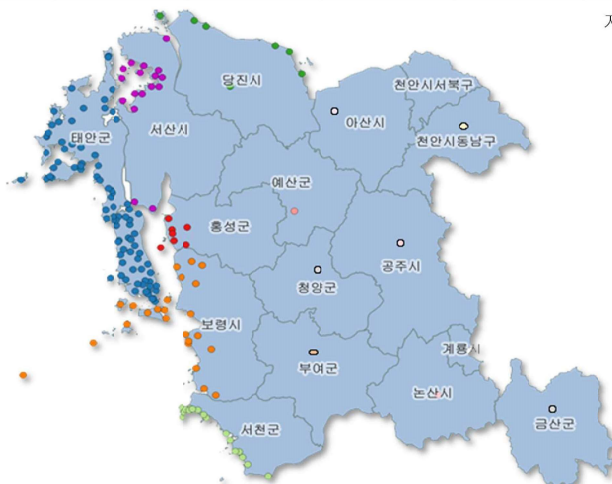 당진시
천안시서북구
아산시
태안군
서산시
천안시동남구
예산군
홍성군
공주시
청양군
보령시
계룡시
부여군
논산시
서천군
금산군